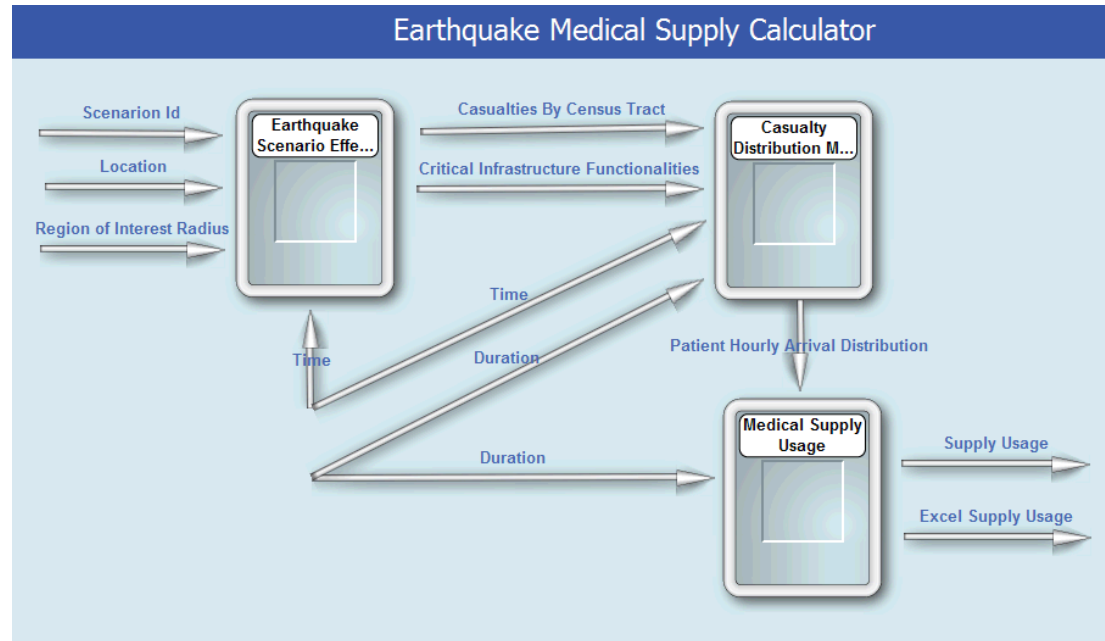 Earthquake Medical Supply Calculator
Scenarion Id
Casualties By Census Tract
Earthquake
Scenario Effe...
Casualty
Distribution M...
Location
Critical Infrastructure Functionalities
Region of Interest Radius
Time
Time
Duration
Patient Hourly Arrival Distribution
Medical Supply
Usage
Duration
Supply Usage
Excel Supply Usage